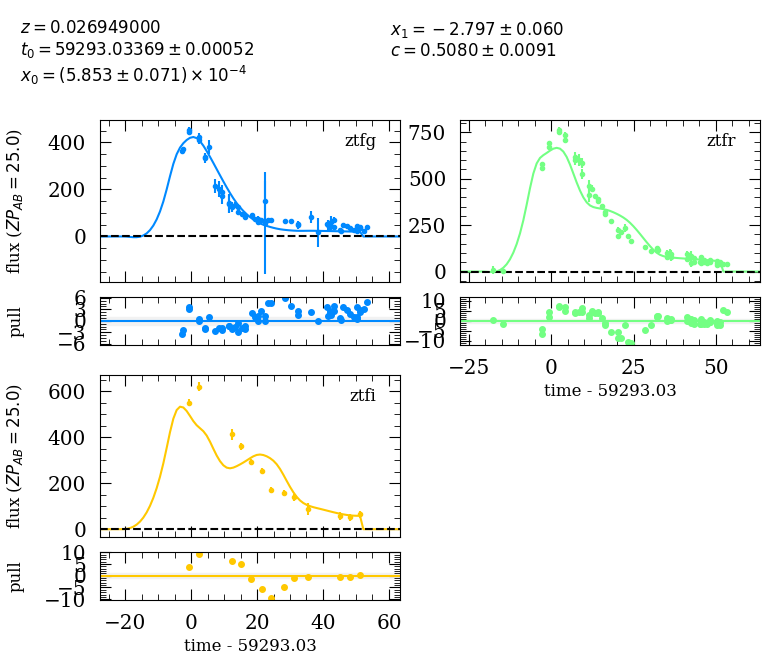 z = 0.026949000
t₀ = 59293.03369 ± 0.00052
x₀ = (5.853 ± 0.071) × 10⁻⁴
x₁ = −2.797 ± 0.060
c = 0.5080 ± 0.0091
ztfg
flux (ZP_AB = 25.0)
400
200
0
pull
6
3
0
−3
−6
ztfr
750
500
250
0
10
5
0
−5
−10
−25
0
25
50
time - 59293.03
ztfi
flux (ZP_AB = 25.0)
600
400
200
0
pull
10
5
0
−5
−10
−20
0
20
40
60
time - 59293.03